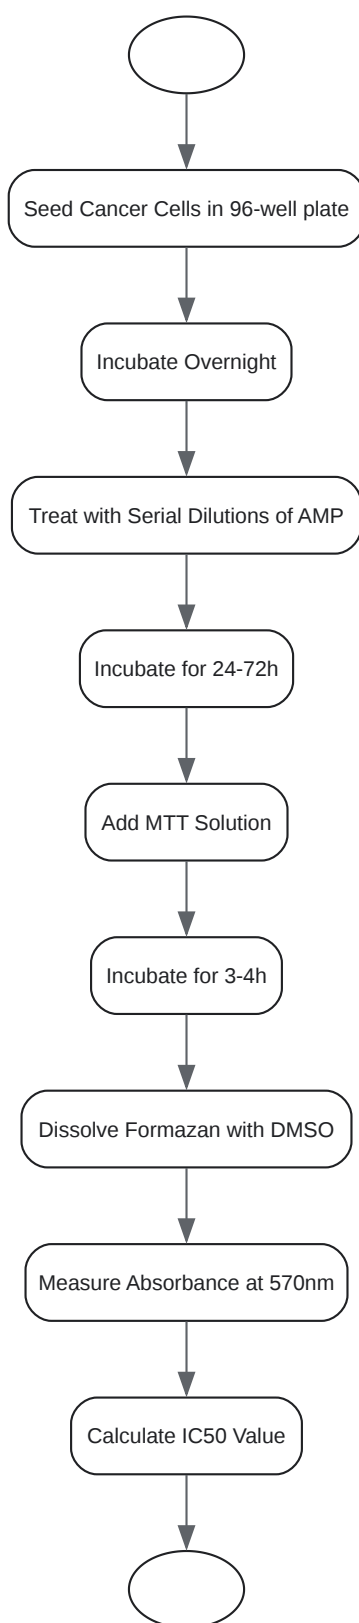 Seed Cancer Cells in 96-well plate
Incubate Overnight
Treat with Serial Dilutions of AMP
Incubate for 24-72h
Add MTT Solution
Incubate for 3-4h
Dissolve Formazan with DMSO
Measure Absorbance at 570nm
Calculate IC50 Value